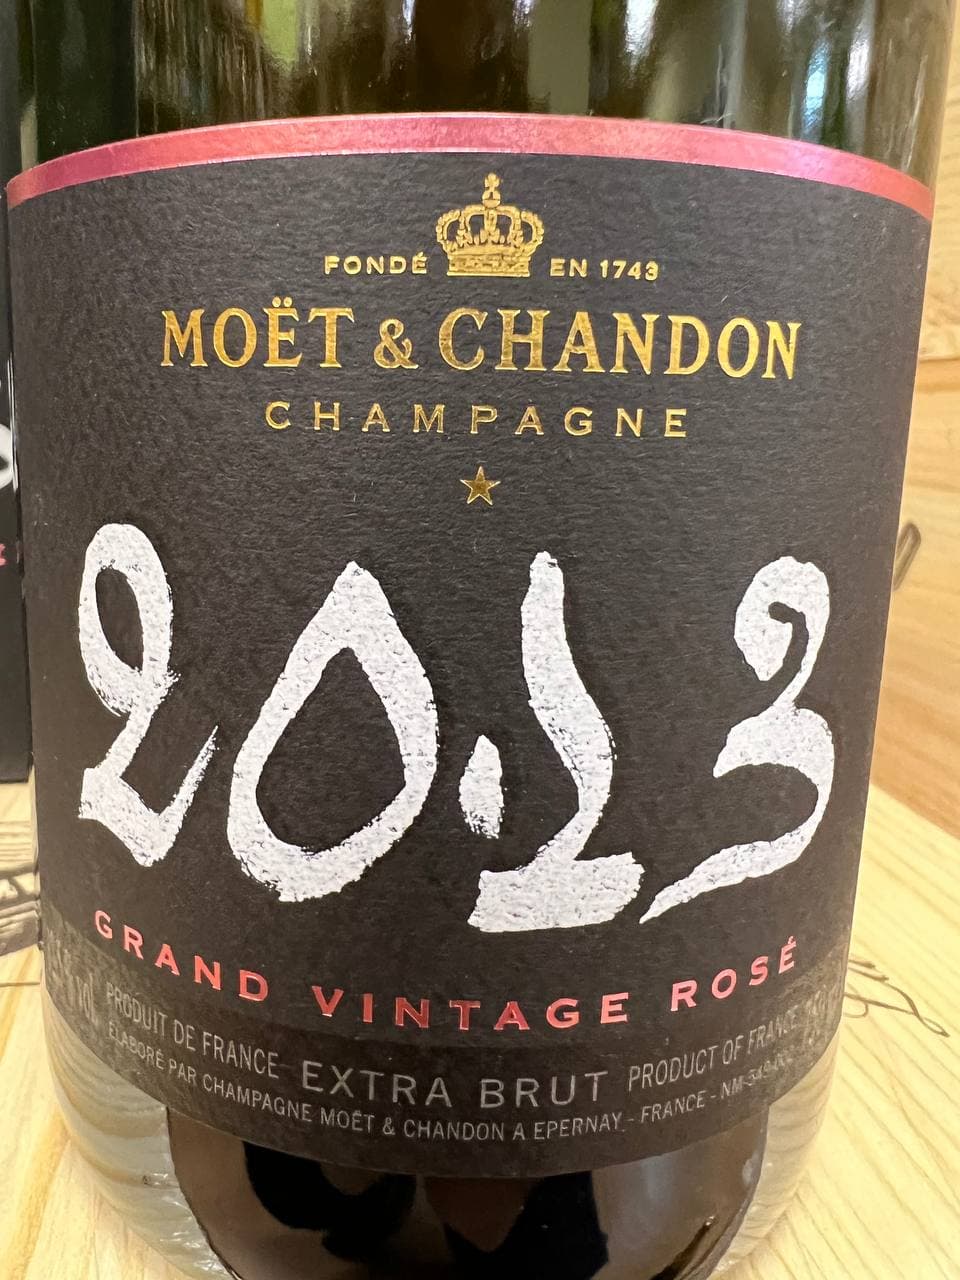 FONDÉ EN 1743
MOËT & CHANDON
CHAMPAGNE
2013
GRAND VINTAGE ROSÉ
PRODUIT DE FRANCE EXTRA BRUT PRODUCT OF FRANCE
ÉLABORÉ PAR CHAMPAGNE MOËT & CHANDON A EPERNAY - FRANCE -